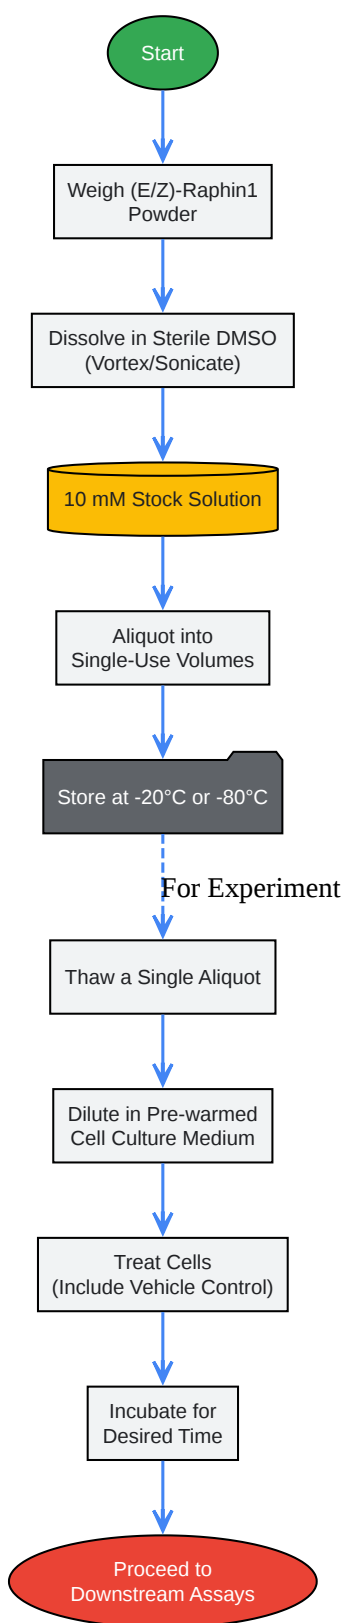 Start
Weigh (E/Z)-Raphin1
Powder
Dissolve in Sterile DMSO
(Vortex/Sonicate)
10 mM Stock Solution
Aliquot into
Single-Use Volumes
Store at -20°C or -80°C
For Experiment
Thaw a Single Aliquot
Dilute in Pre-warmed
Cell Culture Medium
Treat Cells
(Include Vehicle Control)
Incubate for
Desired Time
Proceed to
Downstream Assays